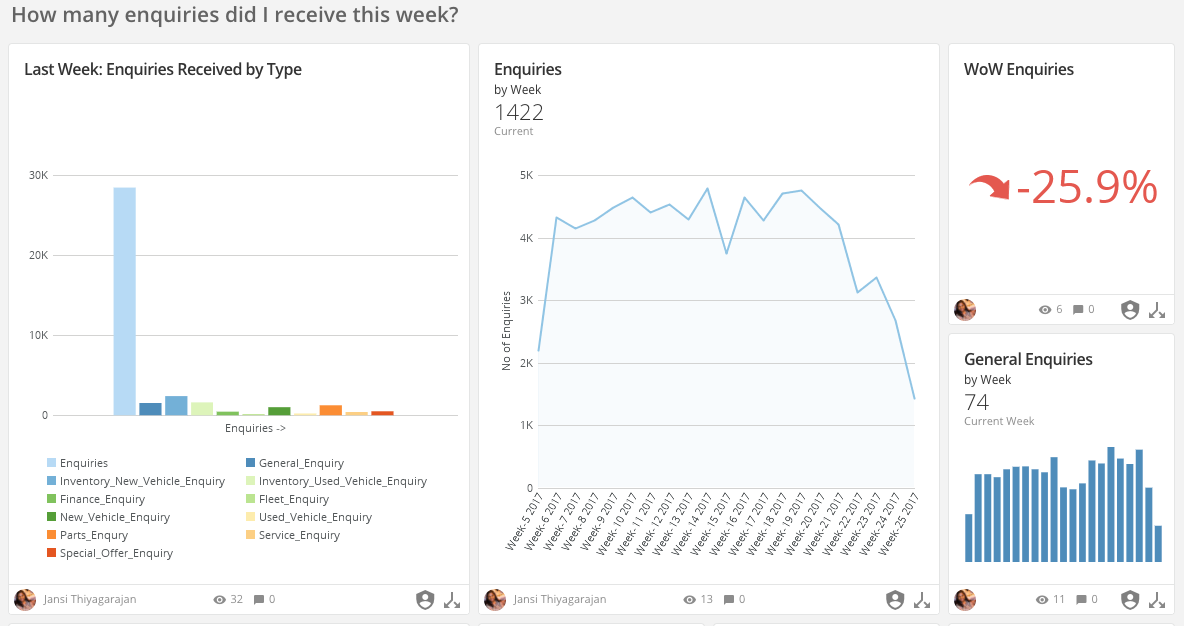 How many enquiries did I receive this week?
Last Week: Enquiries Received by Type
30K
20K
10K
0
Enquiries ->
Enquiries
General_Enquiry
Inventory_New_Vehicle_Enquiry
Inventory_Used_Vehicle_Enquiry
Finance_Enquiry
Fleet_Enquiry
New_Vehicle_Enquiry
Used_Vehicle_Enquiry
Parts_Enqury
Service_Enquiry
Special_Offer_Enquiry
Jansi Thiyagarajan
32
0
Enquiries
by Week
1422
Current
5K
4K
3K
2K
1K
0
No of Enquiries
Week-5 2017
Week-6 2017
Week-7 2017
Week-8 2017
Week-9 2017
Week-10 2017
Week-11 2017
Week-12 2017
Week-13 2017
Week-14 2017
Week-15 2017
Week-16 2017
Week-17 2017
Week-18 2017
Week-19 2017
Week-20 2017
Week-21 2017
Week-22 2017
Week-23 2017
Week-24 2017
Week-25 2017
Jansi Thiyagarajan
13
0
WoW Enquiries
-25.9%
6
0
General Enquiries
by Week
74
Current Week
11
0